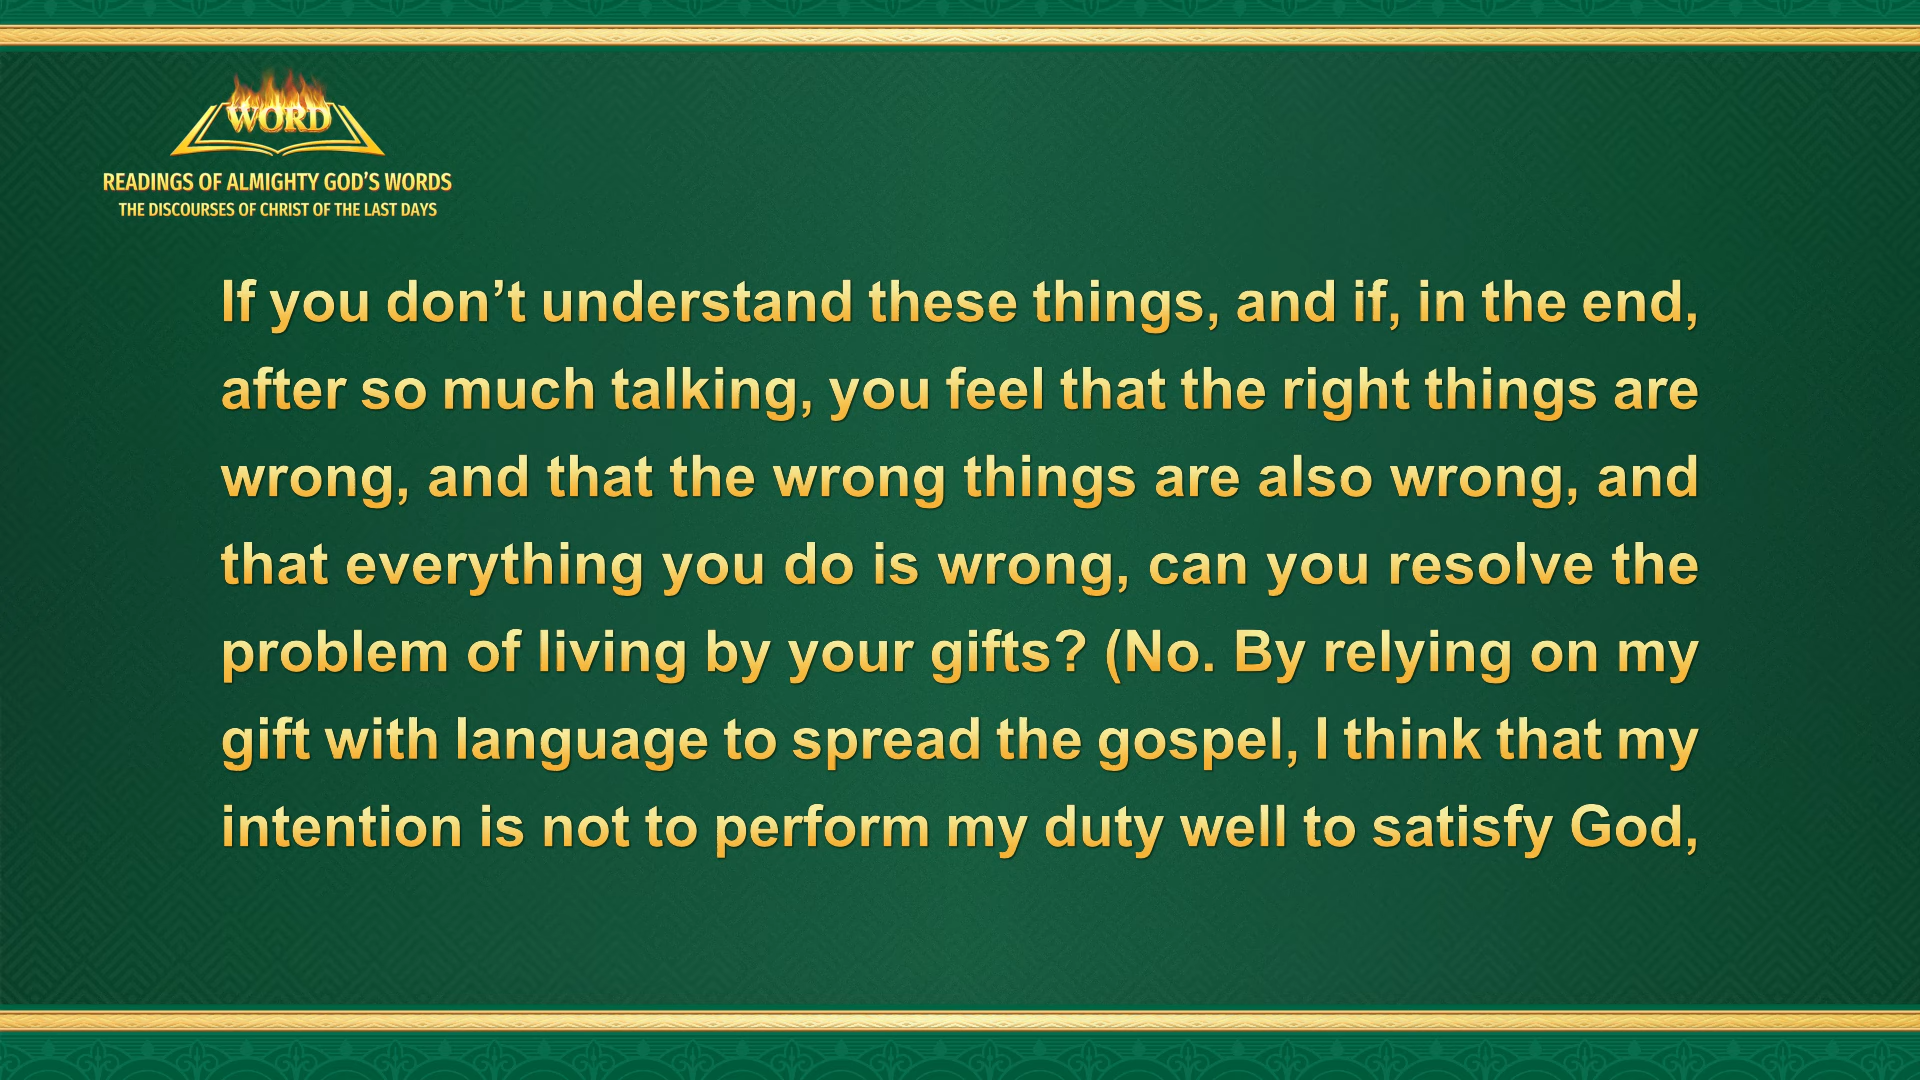 WORD
READINGS OF ALMIGHTY GOD’S WORDS
THE DISCOURSES OF CHRIST OF THE LAST DAYS
If you don’t understand these things, and if, in the end,
after so much talking, you feel that the right things are
wrong, and that the wrong things are also wrong, and
that everything you do is wrong, can you resolve the
problem of living by your gifts? (No. By relying on my
gift with language to spread the gospel, I think that my
intention is not to perform my duty well to satisfy God,